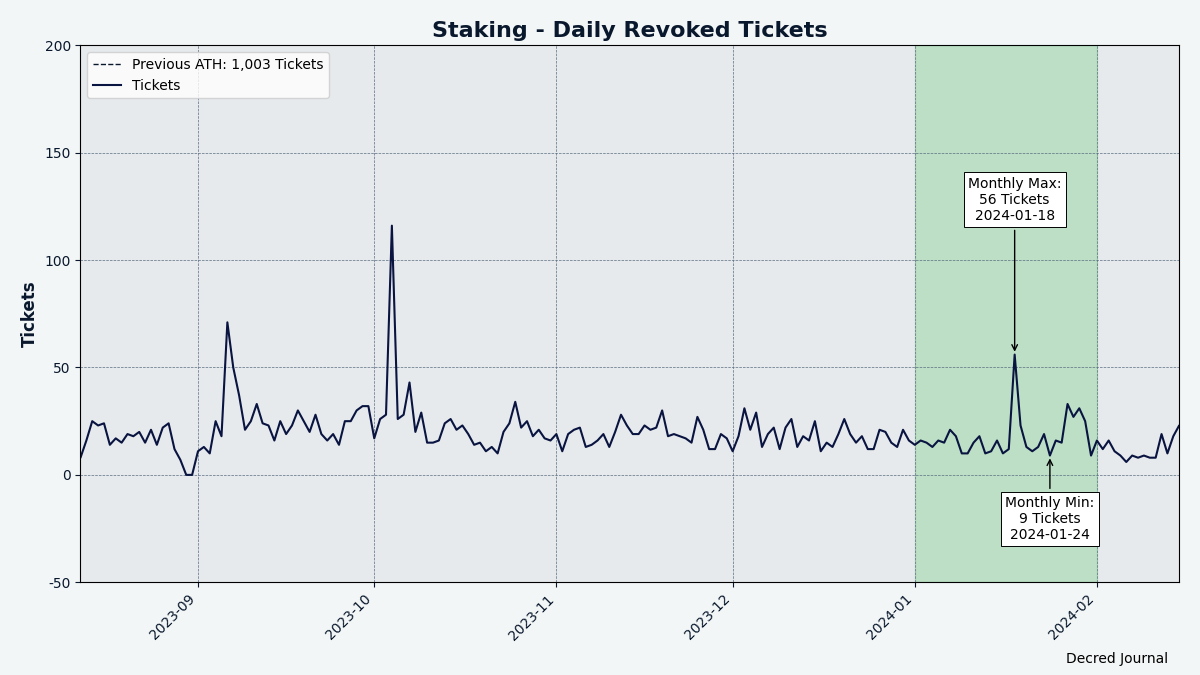 Staking - Daily Revoked Tickets
Previous ATH: 1,003 Tickets
Tickets
Tickets
200
150
100
50
0
-50
Monthly Max:
56 Tickets
2024-01-18
Monthly Min:
9 Tickets
2024-01-24
2023-09
2023-10
2023-11
2023-12
2024-01
2024-02
Decred Journal